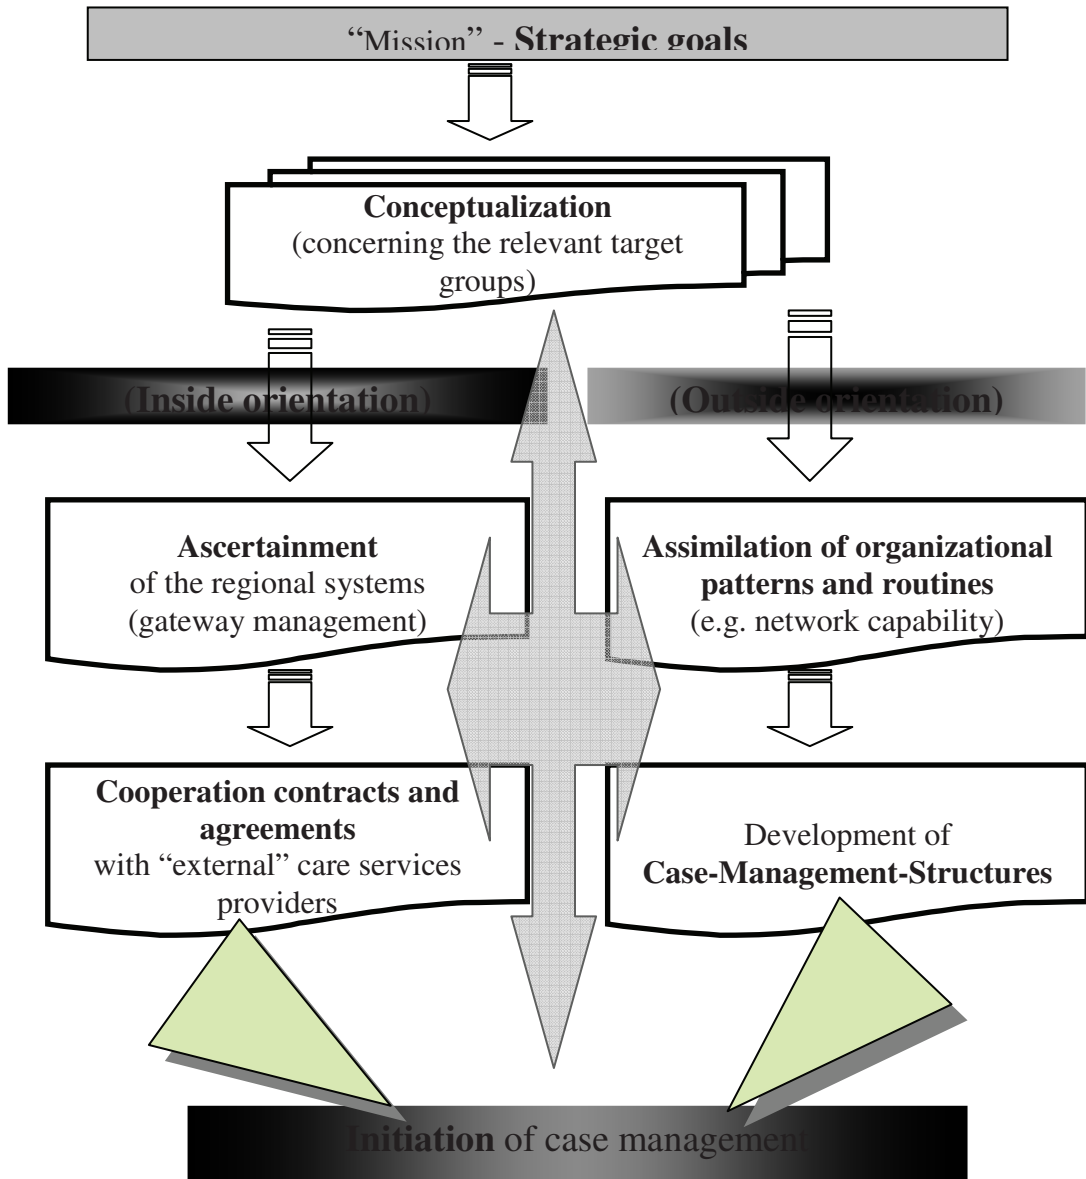 “Mission” - Strategic goals
Conceptualization
(concerning the relevant target
groups)
(Inside orientation)
(Outside orientation)
Ascertainment
of the regional systems
(gateway management)
Assimilation of organizational
patterns and routines
(e.g. network capability)
Cooperation contracts and
agreements
with “external” care services
providers
Development of
Case-Management-Structures
Initiation of case management